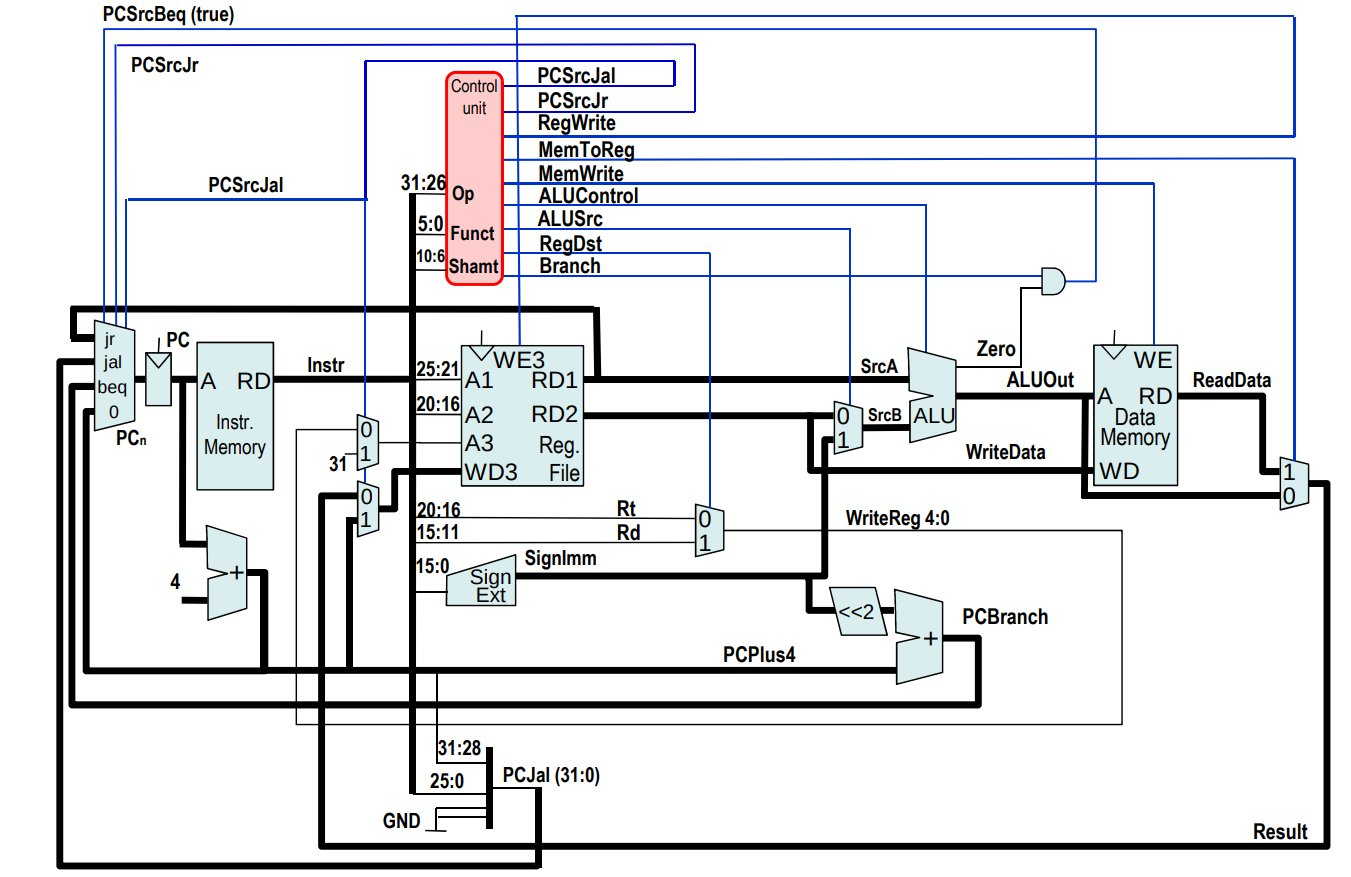 PCSrcBeq (true)
PCSrcJr
PCSrcJal
Control
unit
PCSrcJal
PCSrcJr
RegWrite
MemToReg
MemWrite
ALUControl
ALUSrc
RegDst
Branch
31:26
Op
5:0
Funct
10:6
Shamt
jr
jal
beq
0
PCn
PC
A RD
Instr.
Memory
Instr
25:21
20:16
A1
A2
A3
WD3
WE3
RD1
RD2
Reg.
File
0
1
31
0
1
20:16
15:11
15:0
Rt
Rd
0
1
WriteReg 4:0
Sign
Ext
SignImm
SrcA
0
1
SrcB
ALU
Zero
ALUOut
WriteData
WE
A RD
Data
Memory
WD
ReadData
1
0
4
+
<<2
+
PCBranch
PCPlus4
31:28
25:0
GND
PCJal (31:0)
Result